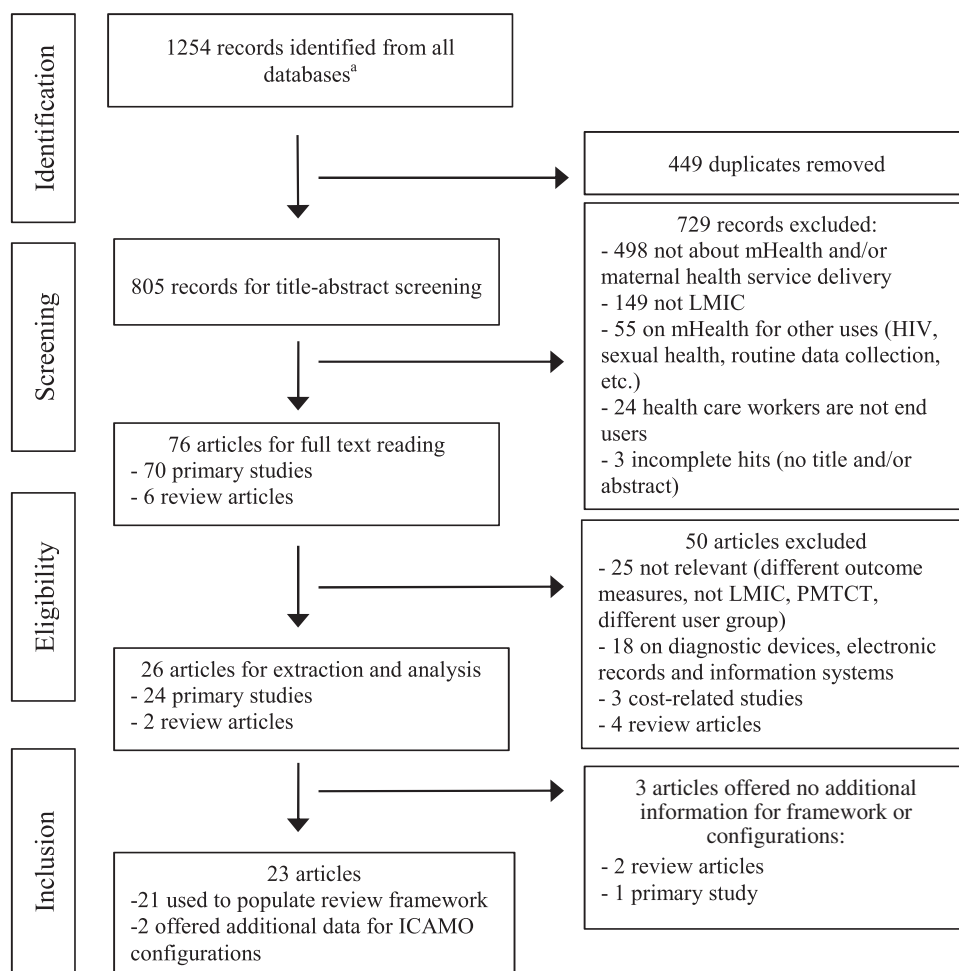 Identification
1254 records identified from all
databasesa
449 duplicates removed
Screening
805 records for title-abstract screening
729 records excluded:
- 498 not about mHealth and/or
maternal health service delivery
- 149 not LMIC
- 55 on mHealth for other uses (HIV,
sexual health, routine data collection,
etc.)
- 24 health care workers are not end
users
- 3 incomplete hits (no title and/or
abstract)
76 articles for full text reading
- 70 primary studies
- 6 review articles
Eligibility
50 articles excluded
- 25 not relevant (different outcome
measures, not LMIC, PMTCT,
different user group)
- 18 on diagnostic devices, electronic
records and information systems
- 3 cost-related studies
- 4 review articles
26 articles for extraction and analysis
- 24 primary studies
- 2 review articles
Inclusion
3 articles offered no additional
information for framework or
configurations:
- 2 review articles
- 1 primary study
23 articles
-21 used to populate review framework
-2 offered additional data for ICAMO
configurations